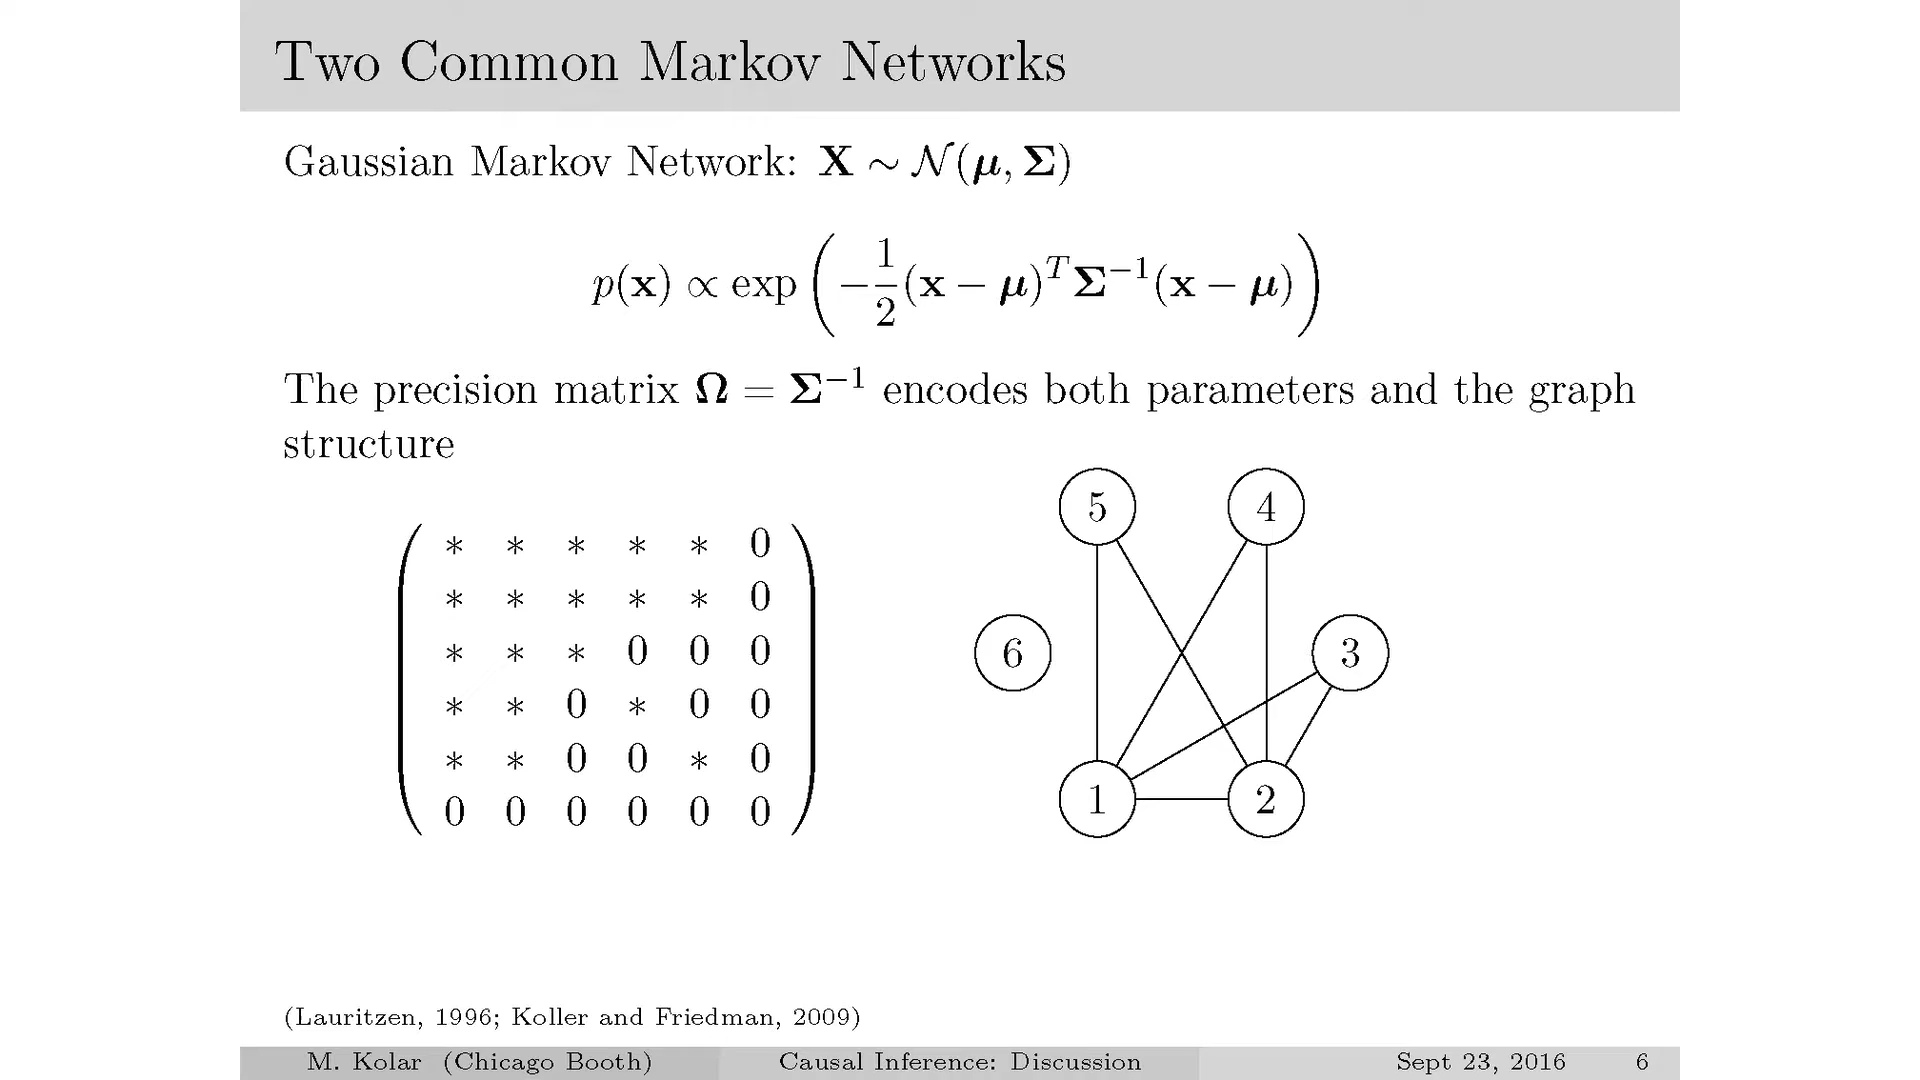 Two Common Markov Networks
Gaussian Markov Network: X ∼ N(μ, Σ)
p(x) ∝ exp(−1/2(x − μ)ᵀΣ⁻¹(x − μ))
The precision matrix Ω = Σ⁻¹ encodes both parameters and the graph
structure
∗ ∗ ∗ ∗ ∗ 0
∗ ∗ ∗ ∗ ∗ 0
∗ ∗ ∗ 0 0 0
∗ ∗ 0 ∗ 0 0
∗ ∗ 0 0 ∗ 0
0 0 0 0 0 0
5 4
6 3
1 2
(Lauritzen, 1996; Koller and Friedman, 2009)
M. Kolar (Chicago Booth) Causal Inference: Discussion Sept 23, 2016 6